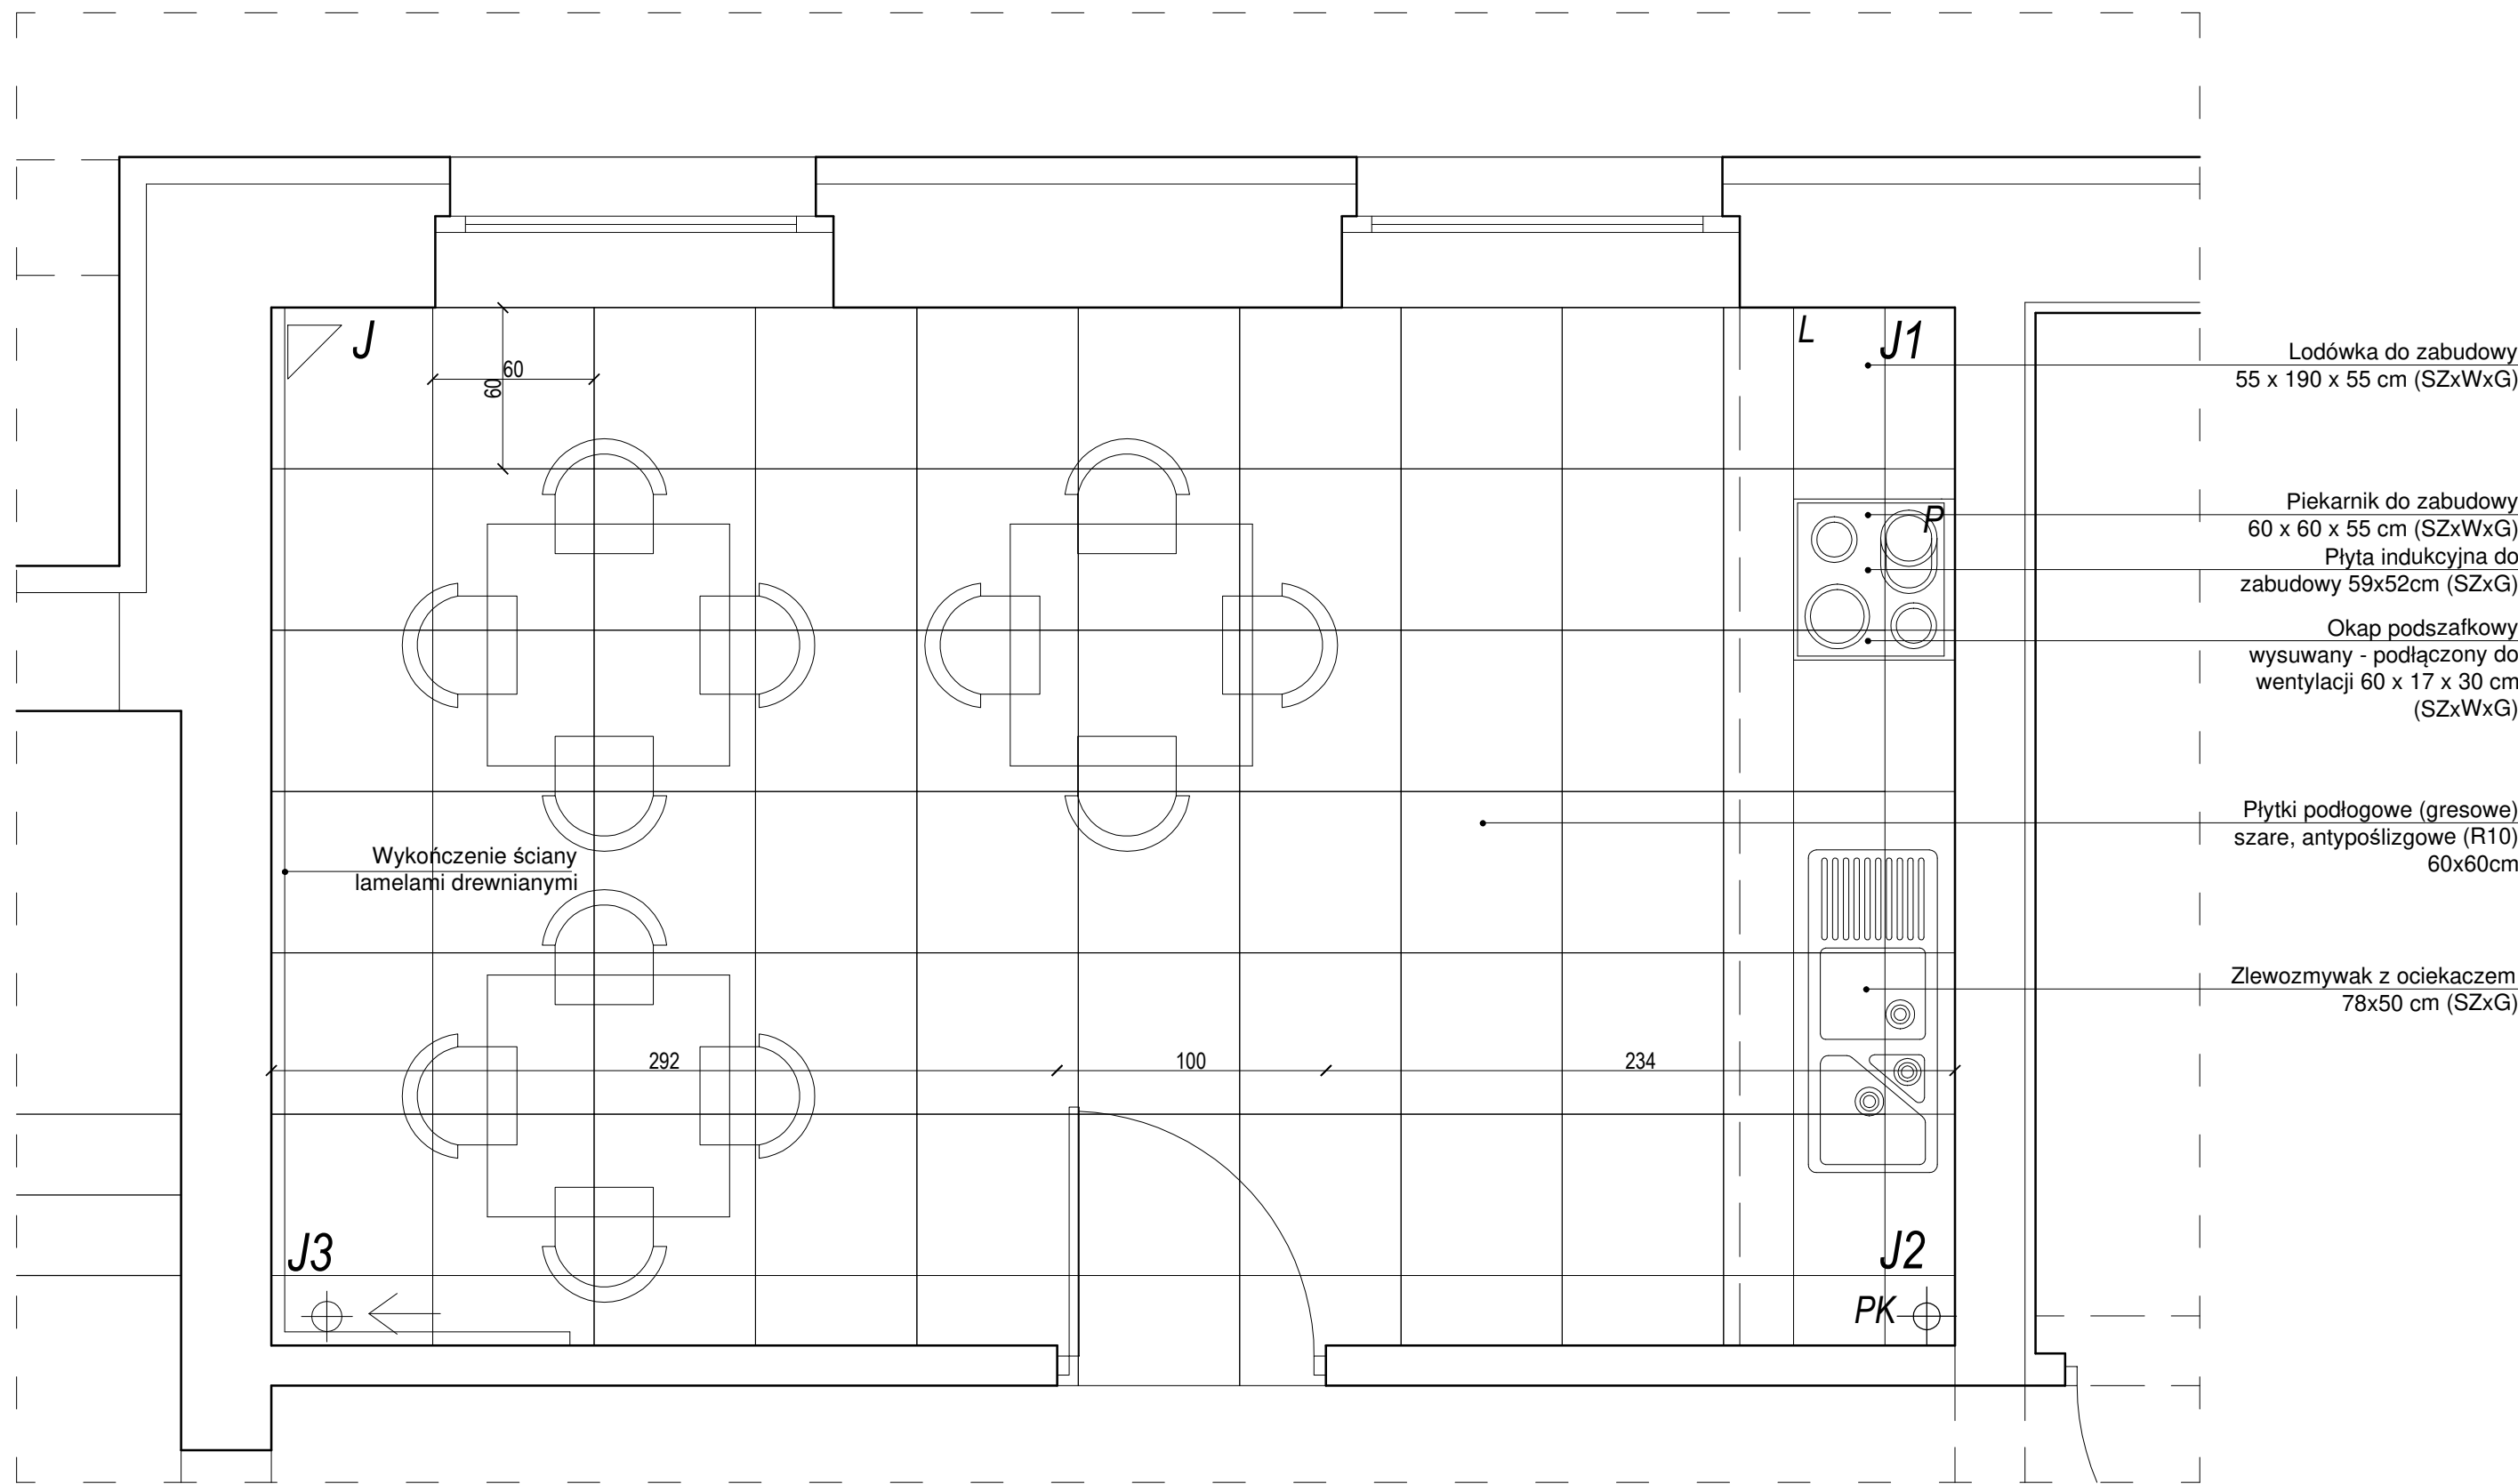 J
60
60
L
J1
Lodówka do zabudowy
55 x 190 x 55 cm (SZxWxG)
P
Piekarnik do zabudowy
60 x 60 x 55 cm (SZxWxG)
Płyta indukcyjna do
zabudowy 59x52cm (SZxG)
Okap podszafkowy
wysuwany - podłączony do
wentylacji 60 x 17 x 30 cm
(SZxWxG)
Płytki podłogowe (gresowe)
szare, antypoślizgowe (R10)
60x60cm
Wykończenie ściany
lamelami drewnianymi
Zlewozmywak z ociekaczem
78x50 cm (SZxG)
292
100
234
J3
J2
PK